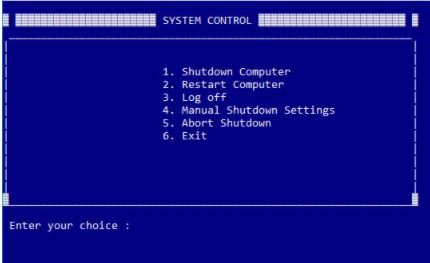 SYSTEM CONTROL
1. Shutdown Computer
2. Restart Computer
3. Log off
4. Manual Shutdown Settings
5. Abort Shutdown
6. Exit
Enter your choice :